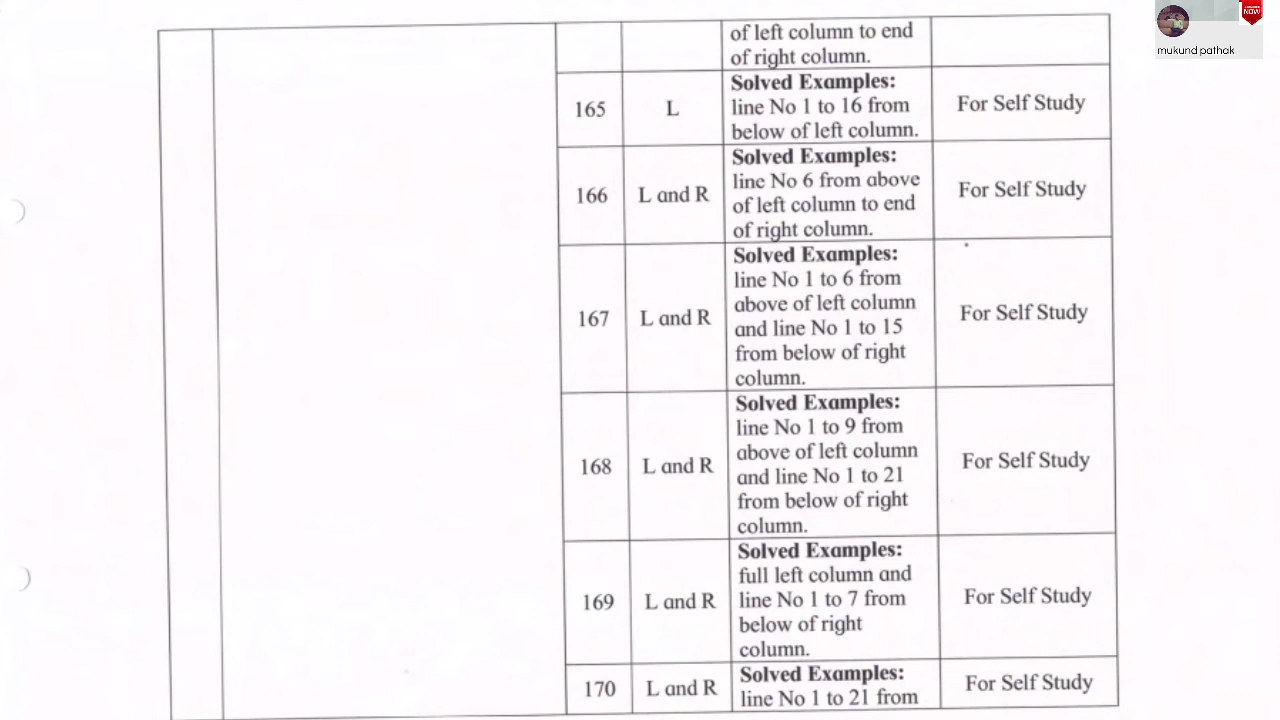 of left column to end
of right column.
165 L Solved Examples: For Self Study
line No 1 to 16 from
below of left column.
166 L and R Solved Examples: For Self Study
line No 6 from above
of left column to end
of right column.
167 L and R Solved Examples: For Self Study
line No 1 to 6 from
above of left column
and line No 1 to 15
from below of right
column.
168 L and R Solved Examples: For Self Study
line No 1 to 9 from
above of left column
and line No 1 to 21
from below of right
column.
169 L and R Solved Examples: For Self Study
full left column and
line No 1 to 7 from
below of right
column.
170 L and R Solved Examples: For Self Study
line No 1 to 21 from
mukund pathak
NOW